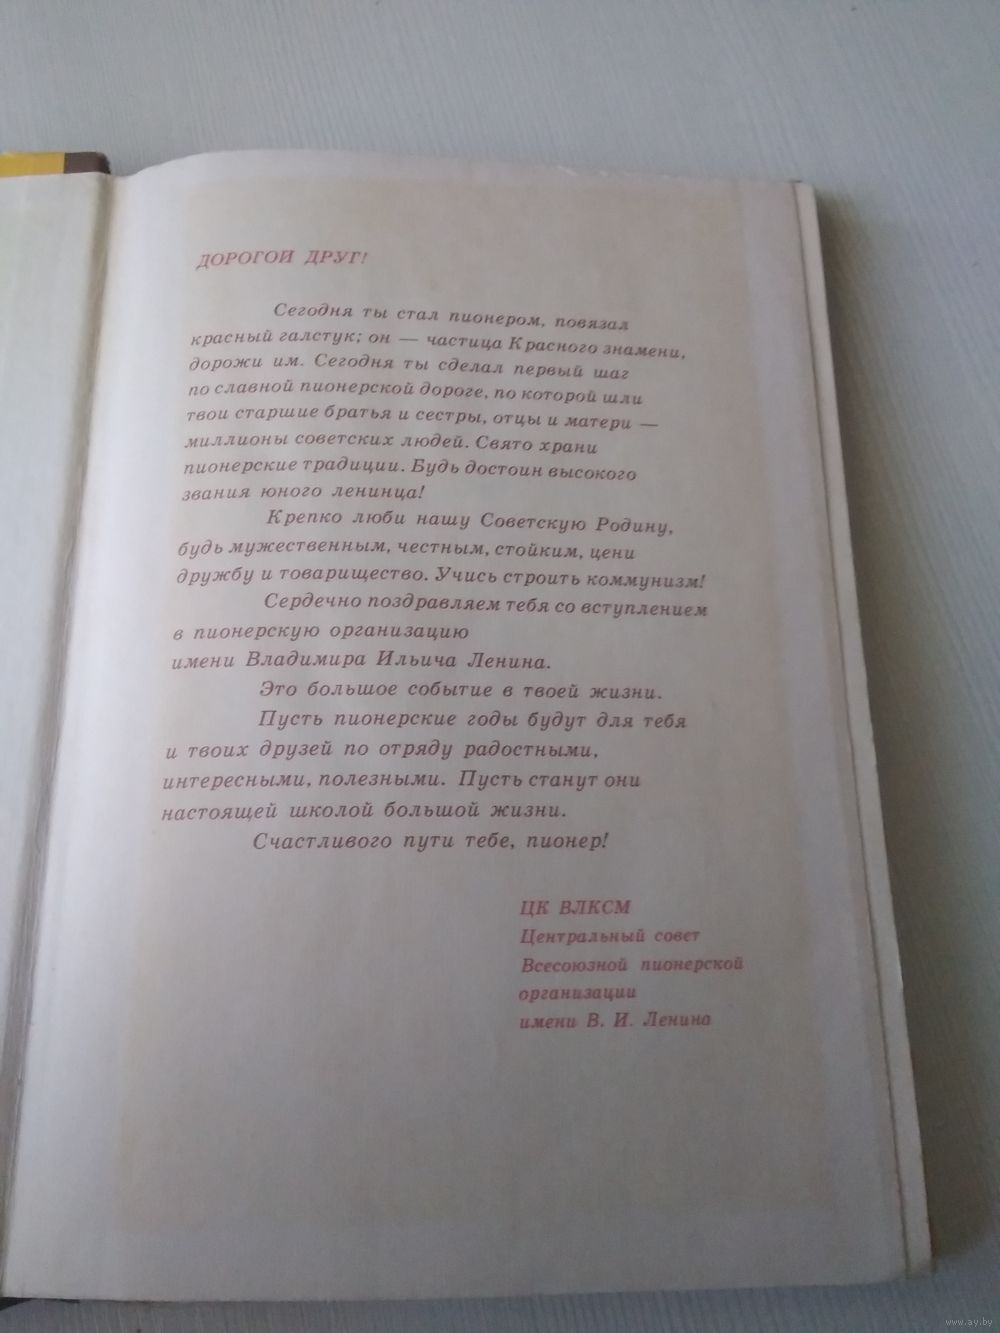 ДОРОГОЙ ДРУГ!
Сегодня ты стал пионером, повязал
красный галстук; он — частица Красного знамени,
дорожи им. Сегодня ты сделал первый шаг
по славной пионерской дороге, по которой шли
твои старшие братья и сестры, отцы и матери —
миллионы советских людей. Свято храни
пионерские традиции. Будь достоин высокого
звания юного ленинца!
Крепко люби нашу Советскую Родину,
будь мужественным, честным, стойким, цени
дружбу и товарищество. Учись строить коммунизм!
Сердечно поздравляем тебя со вступлением
в пионерскую организацию
имени Владимира Ильича Ленина.
Это большое событие в твоей жизни.
Пусть пионерские годы будут для тебя
и твоих друзей по отряду радостными,
интересными, полезными. Пусть станут они
настоящей школой большой жизни.
Счастливого пути тебе, пионер!
ЦК ВЛКСМ
Центральный совет
Всесоюзной пионерской
организации
имени В. И. Ленина
www.ay.by